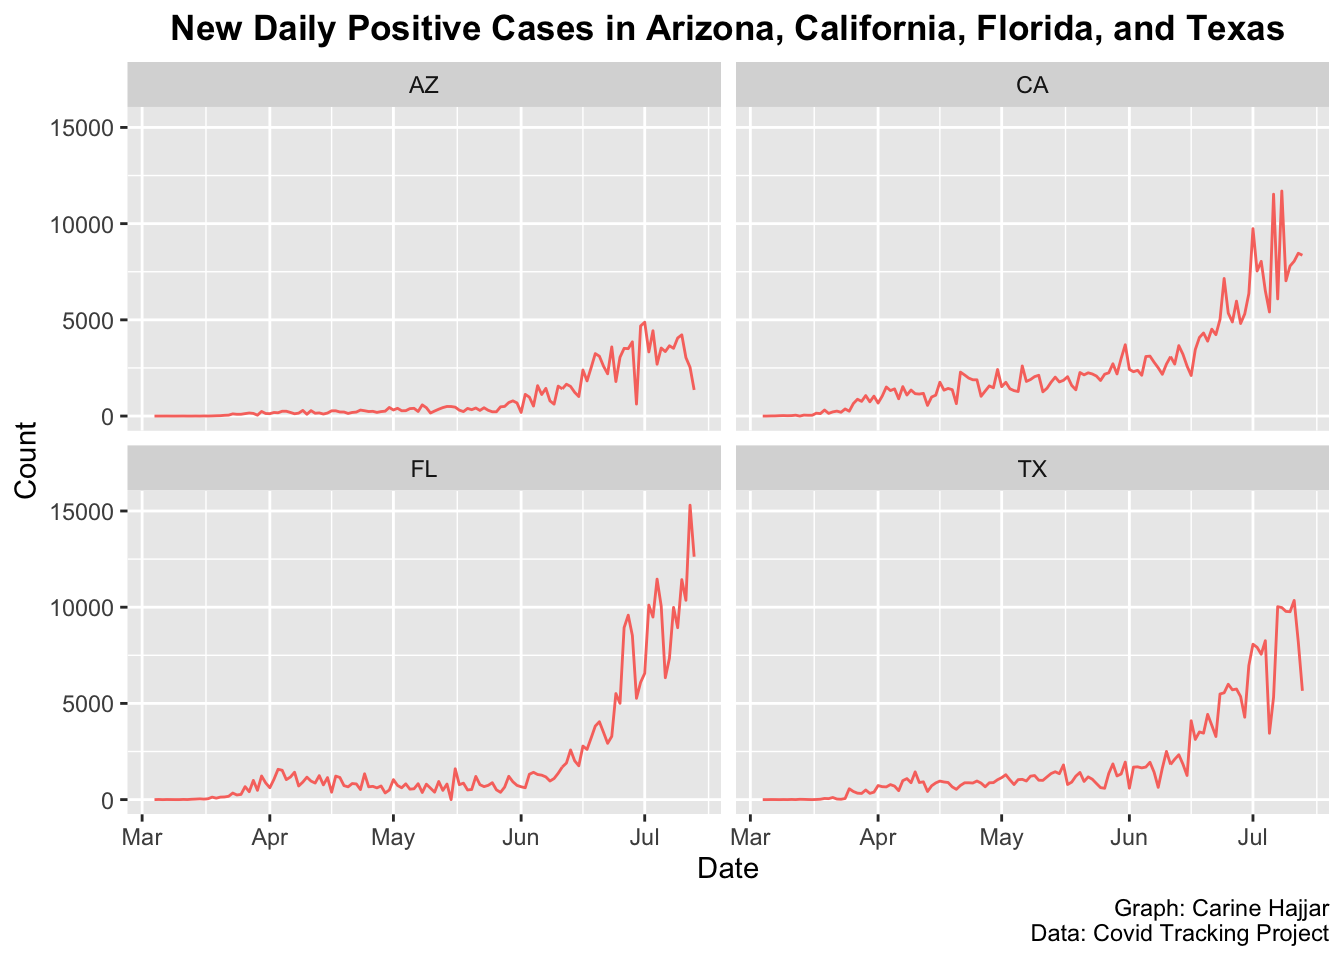 New Daily Positive Cases in Arizona, California, Florida, and Texas
AZ
CA
15000
10000
5000
0
Count
FL
TX
15000
10000
5000
0
Mar Apr May Jun Jul Mar Apr May Jun Jul
Date
Graph: Carine Hajjar
Data: Covid Tracking Project